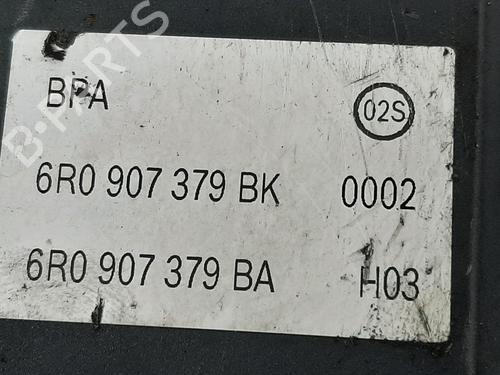 B-PARTS
BPA 02S
6R0 907 379 BK 0002
6R0 907 379 BA H03